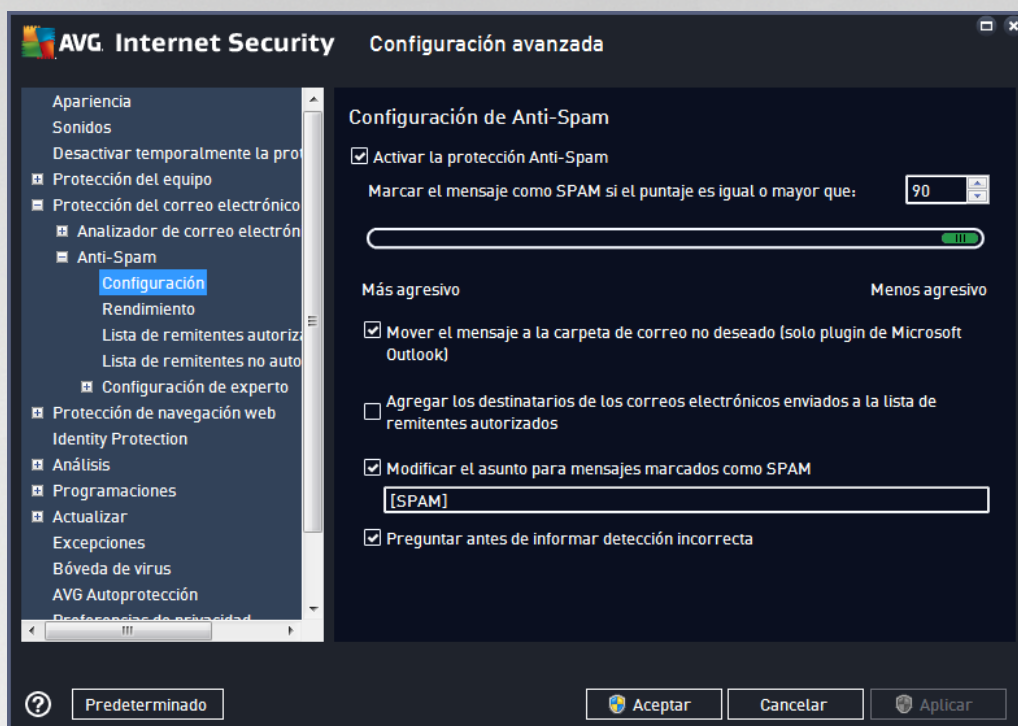 AVG. Internet Security
Configuración avanzada
Apariencia
Sonidos
Desactivar temporalmente la
Protección del equipo
Protección del correo electrónico
Analizador de correo
Anti-Spam
Configuración
Rendimiento
Lista de remitentes
Lista de remitentes no
Configuración de experto
Protección de navegación web
Identity Protection
Análisis
Programaciones
Actualizar
Excepciones
Bóveda de virus
AVG Autoprotección
Preferencias de privacidad
Configuración de Anti-Spam
Activar la protección Anti-Spam
Marcar el mensaje como SPAM si el puntaje es igual o mayor que:
90
Más agresivo
Menos agresivo
Mover el mensaje a la carpeta de correo no deseado (solo plugin de Microsoft
Outlook)
Agregar los destinatarios de los correos electrónicos enviados a la lista de
remitentes autorizados
Modificar el asunto para mensajes marcados como SPAM
[SPAM]
Preguntar antes de informar detección incorrecta
?
Predeterminado
Aceptar
Cancelar
Aplicar